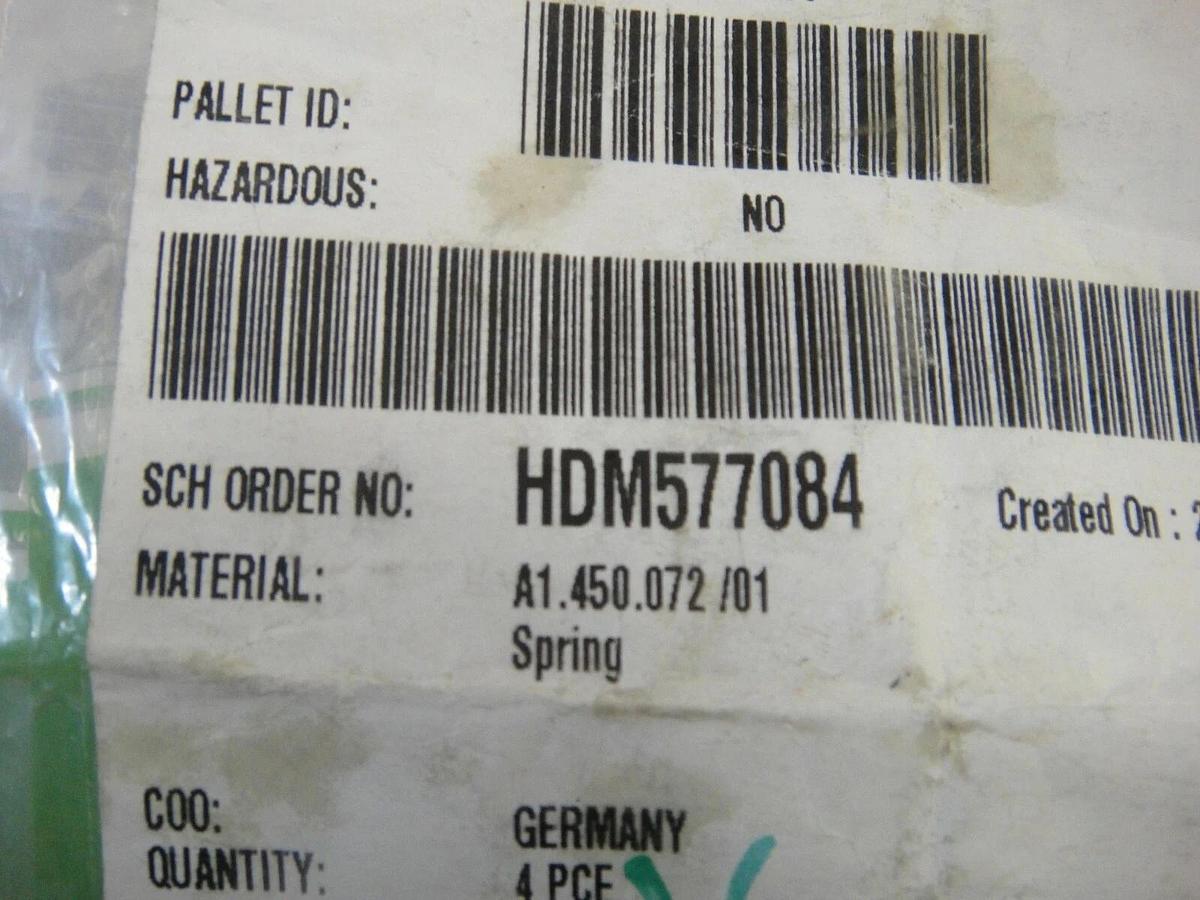 PALLET ID:
HAZARDOUS: NO
SCH ORDER NO: HDM577084 Created On :
MATERIAL: A1.450.072 /01
Spring
COO: GERMANY
QUANTITY: 4 PCE